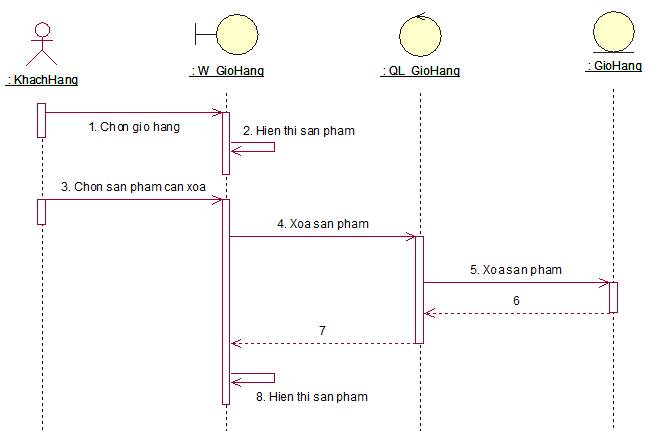 : KhachHang
: W_GioHang
: QL_GioHang
: GioHang
1. Chon gio hang
2. Hien thi san pham
3. Chon san pham can xoa
4. Xoa san pham
5. Xoa san pham
6
7
8. Hien thi san pham